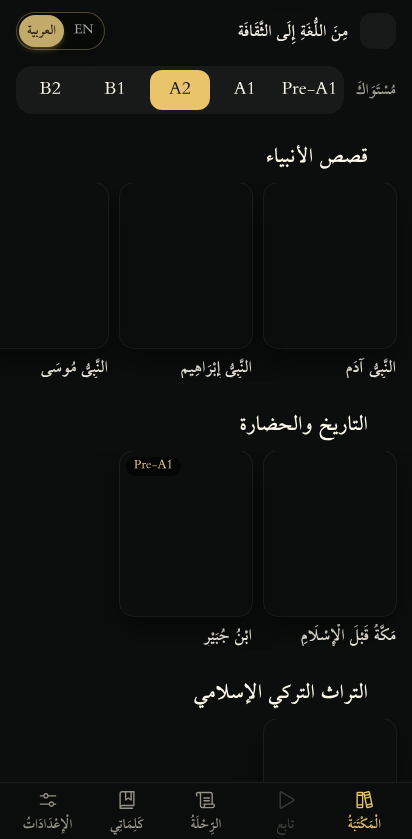 مِنَ اللُّغَةِ إِلَى الثَّقَافَة
العربية EN
مُسْتَوَاكَ
Pre-A1 A1 A2 B1 B2
قصص الأنبياء
النَّبِيُّ آدَم
النَّبِيُّ إِبْرَاهِيم
النَّبِيُّ مُوسَى
التاريخ والحضارة
Pre-A1
مَكَّةُ قَبْلَ الْإِسْلَامِ
ابْنُ جُبَيْر
التراث التركي الإسلامي
الْمَكْتَبَةُ
تابع
الرِّحْلَةُ
كَلِمَاتِي
الْإِعْدَادَاتُ